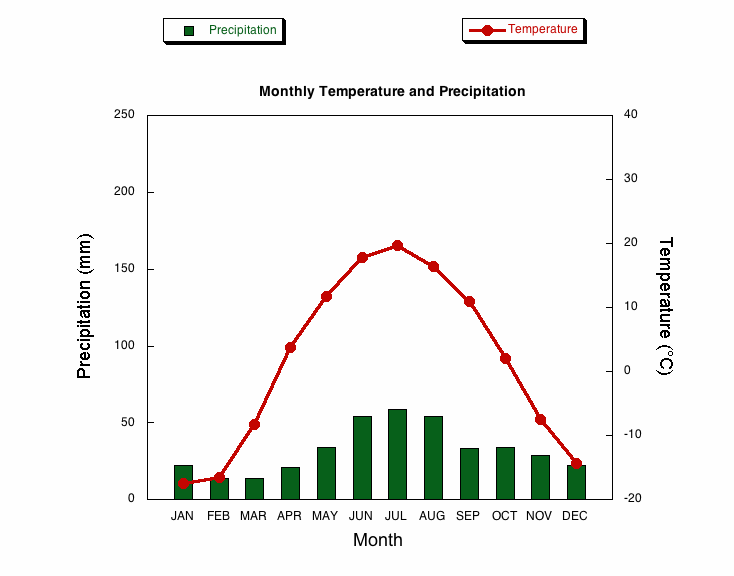 Precipitation
Temperature
Monthly Temperature and Precipitation
250
200
150
100
50
0
Precipitation (mm)
40
30
20
10
0
-10
-20
Temperature (°C)
JAN FEB MAR APR MAY JUN JUL AUG SEP OCT NOV DEC
Month